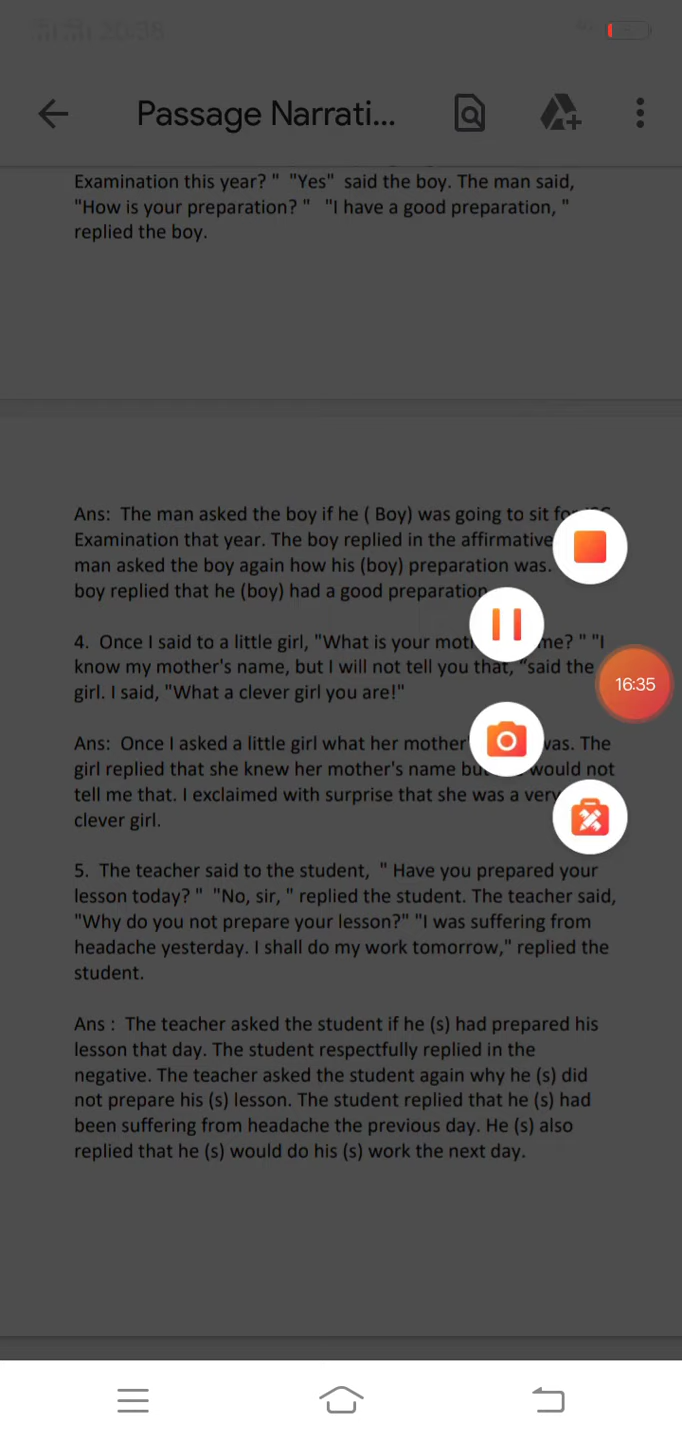 20:38
Passage Narrati...
Examination this year? " "Yes" said the boy. The man said,
"How is your preparation? " "I have a good preparation, "
replied the boy.
Ans: The man asked the boy if he ( Boy) was going to sit
Examination that year. The boy replied in the affirmative
man asked the boy again how his (boy) preparation was.
boy replied that he (boy) had a good preparation
4. Once I said to a little girl, "What is your me? " "I
know my mother's name, but I will not tell you that, "said the
girl. I said, "What a clever girl you are!"
16:35
Ans: Once I asked a little girl what her mother was. The
girl replied that she knew her mother's name would not
tell me that. I exclaimed with surprise that she was a very
clever girl.
5. The teacher said to the student, " Have you prepared your
lesson today? " "No, sir, " replied the student. The teacher said,
"Why do you not prepare your lesson?" "I was suffering from
headache yesterday. I shall do my work tomorrow," replied the
student.
Ans : The teacher asked the student if he (s) had prepared his
lesson that day. The student respectfully replied in the
negative. The teacher asked the student again why he (s) did
not prepare his (s) lesson. The student replied that he (s) had
been suffering from headache the previous day. He (s) also
replied that he (s) would do his (s) work the next day.